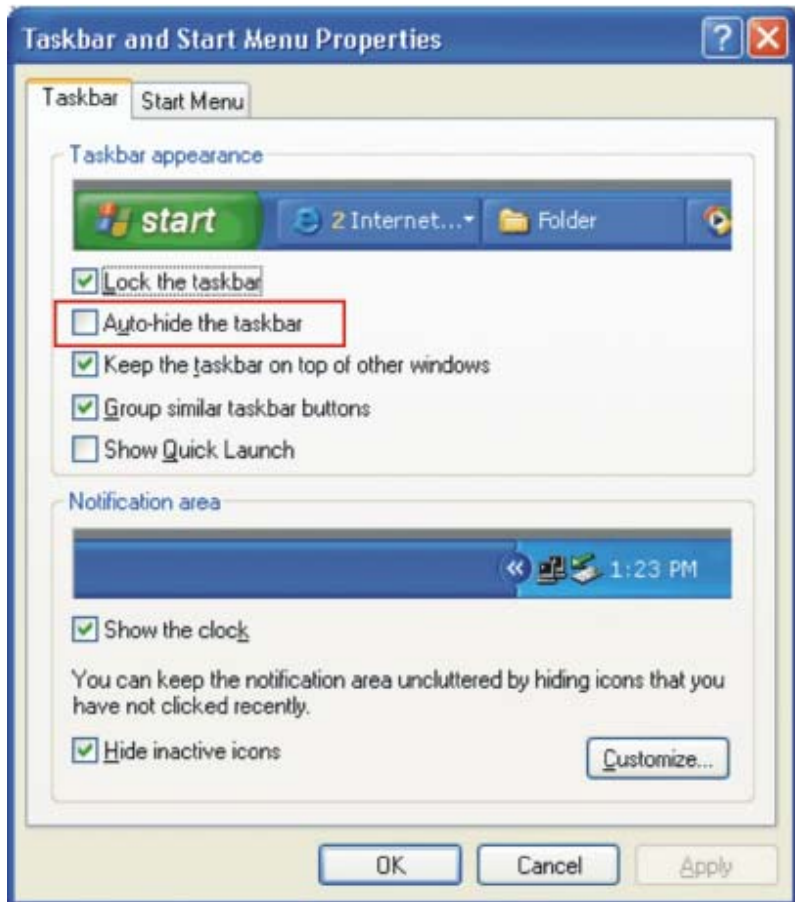 Taskbar and Start Menu Properties
Taskbar
Start Menu
Taskbar appearance
start
2 Internet...
Folder
Lock the taskbar
Auto-hide the taskbar
Keep the taskbar on top of other windows
Group similar taskbar buttons
Show Quick Launch
Notification area
1:23 PM
Show the clock
You can keep the notification area uncluttered by hiding icons that you
have not clicked recently.
Hide inactive icons
Customize...
OK
Cancel
Apply